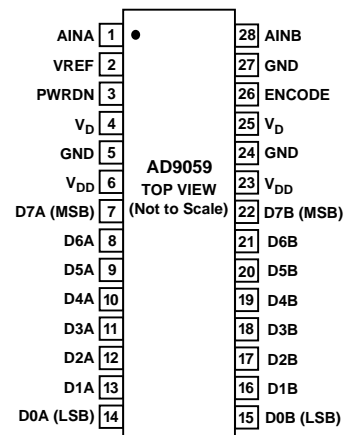 AINA 1 28 AINB
VREF 2 27 GND
PWRDN 3 26 ENCODE
VD 4 25 VD
GND 5 24 GND
VDD 6 23 VDD
AD9059
TOP VIEW
(Not to Scale)
D7A (MSB) 7 22 D7B (MSB)
D6A 8 21 D6B
D5A 9 20 D5B
D4A 10 19 D4B
D3A 11 18 D3B
D2A 12 17 D2B
D1A 13 16 D1B
D0A (LSB) 14 15 D0B (LSB)